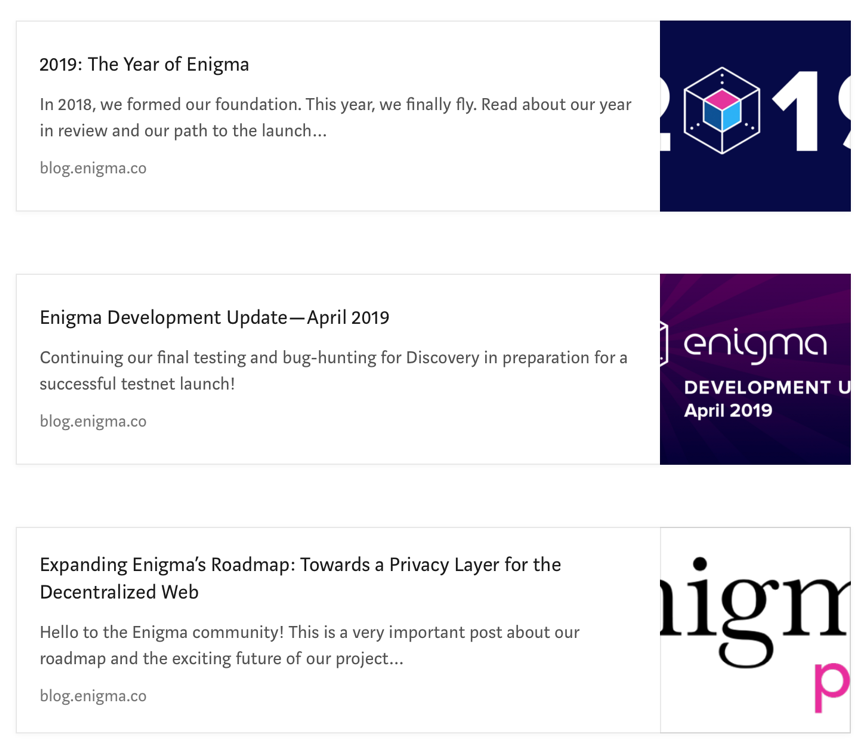 2019: The Year of Enigma
In 2018, we formed our foundation. This year, we finally fly. Read about our year
in review and our path to the launch…
blog.enigma.co
2019
Enigma Development Update—April 2019
Continuing our final testing and bug-hunting for Discovery in preparation for a
successful testnet launch!
blog.enigma.co
enigma
DEVELOPMENT U
April 2019
Expanding Enigma’s Roadmap: Towards a Privacy Layer for the
Decentralized Web
Hello to the Enigma community! This is a very important post about our
roadmap and the exciting future of our project…
blog.enigma.co
nigm
p